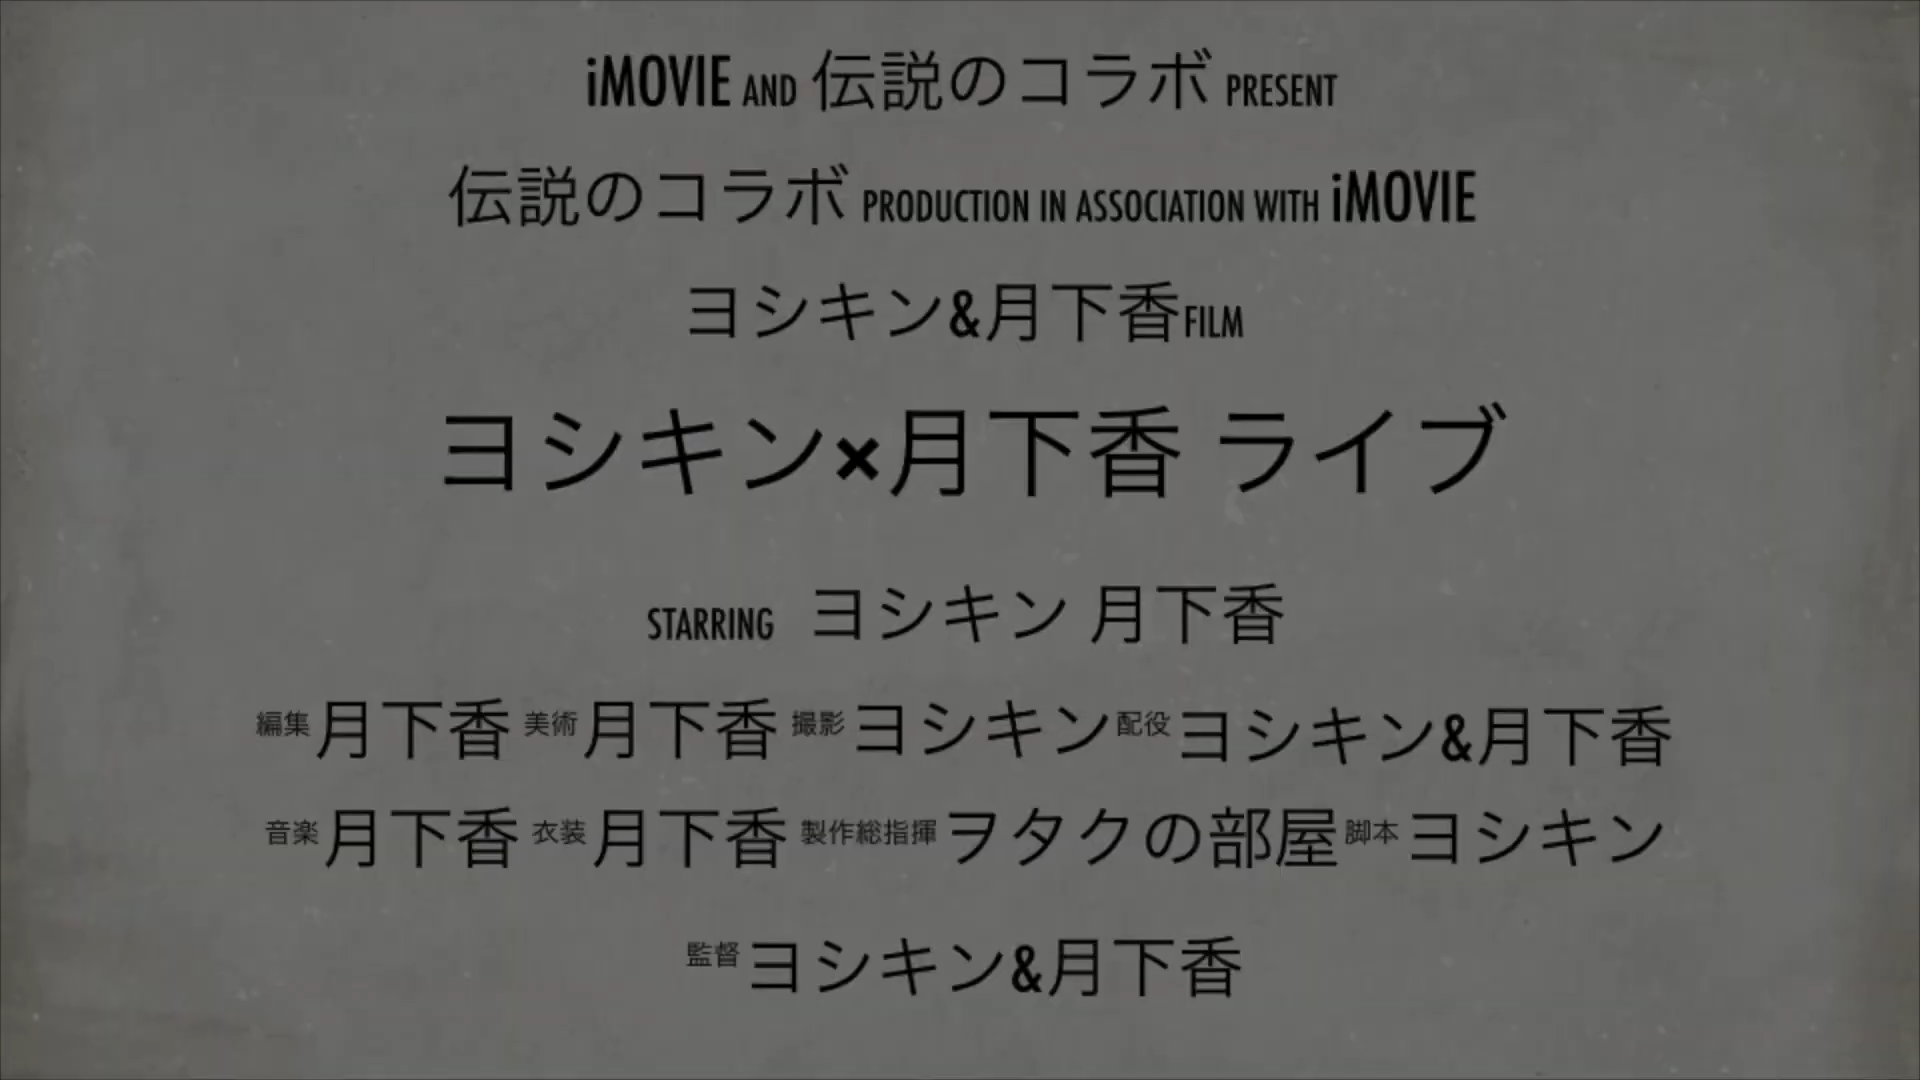 iMOVIE AND 伝説のコラボ PRESENT
伝説のコラボ PRODUCTION IN ASSOCIATION WITH iMOVIE
ヨシキン&月下香FILM
ヨシキン×月下香 ライブ
STARRING ヨシキン 月下香
編集 月下香 美術 月下香 撮影 ヨシキン 配役 ヨシキン&月下香
音楽 月下香 衣装 月下香 製作総指揮 ヲタクの部屋 脚本 ヨシキン
監督 ヨシキン&月下香